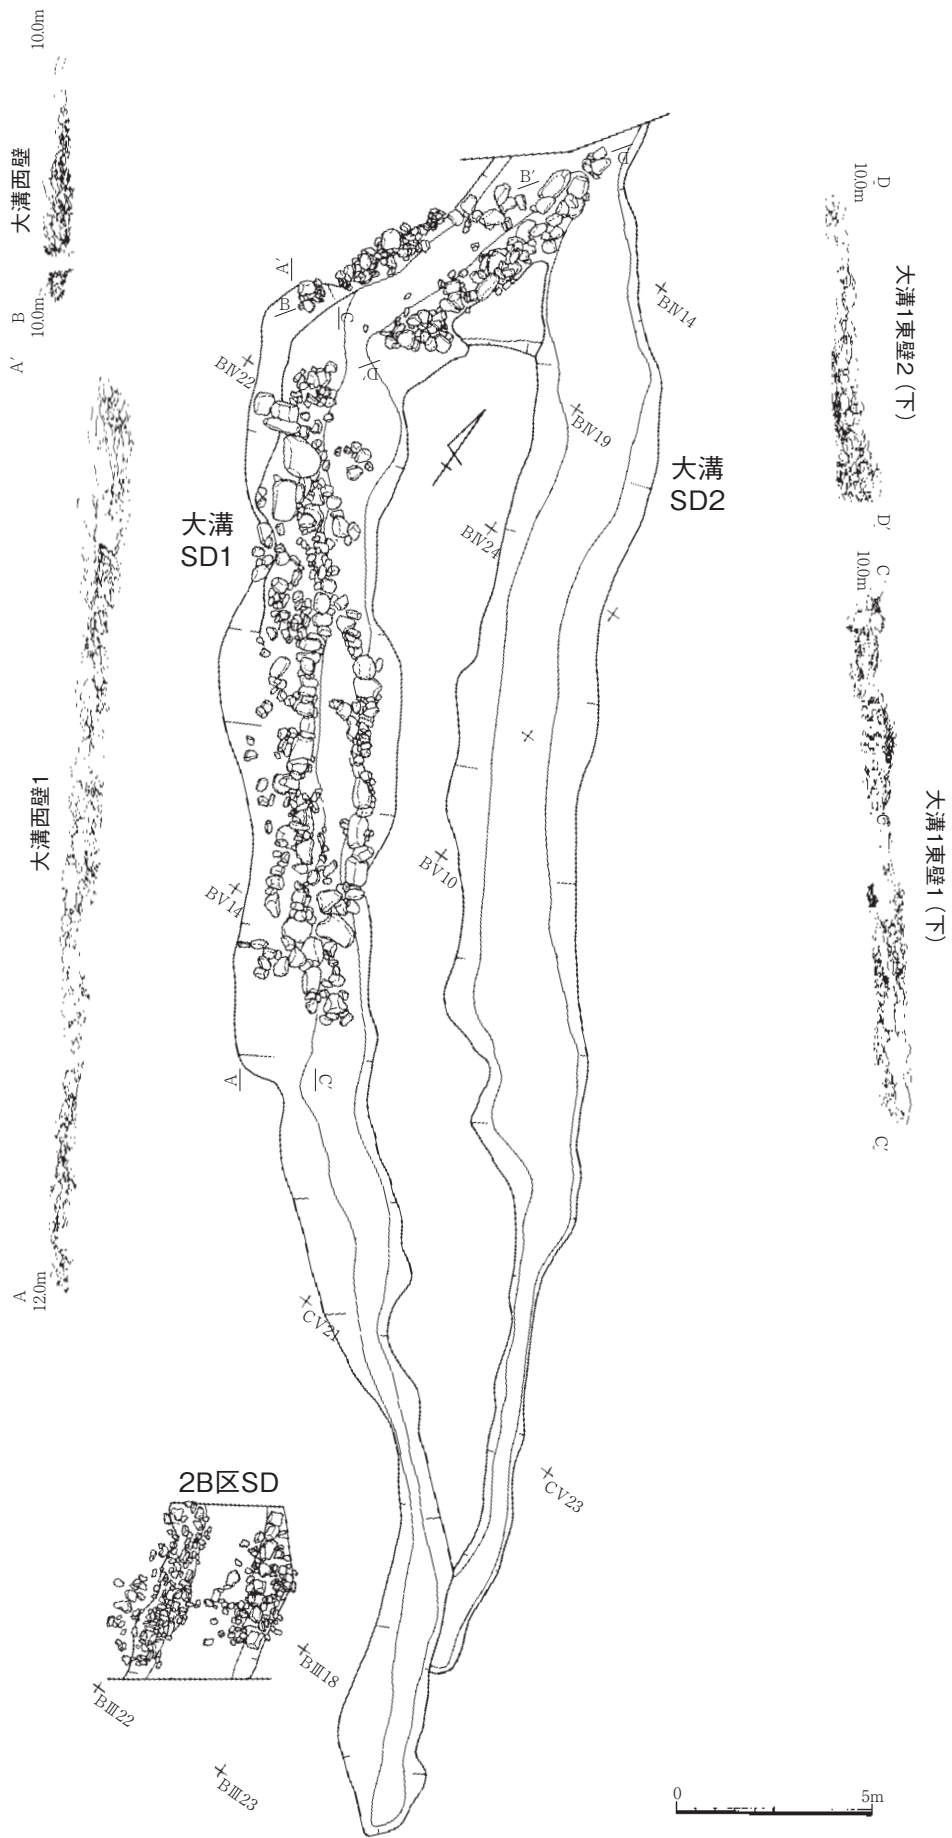 10.0m
大溝西壁
B
10.0m
A′
大溝西壁1
A
12.0m
D
B′
A′
B
C
D′
BⅣ22
BⅣ14
BⅣ19
BⅣ24
大溝
SD1
大溝
SD2
BⅤ10
BⅤ14
A
C′
CⅤ21
CⅤ23
2B区SD
BⅢ18
BⅢ22
BⅢ23
D
10.0m
大溝1東壁2（下）
D′
C
10.0m
大溝1東壁1（下）
C′
C′
0
5m